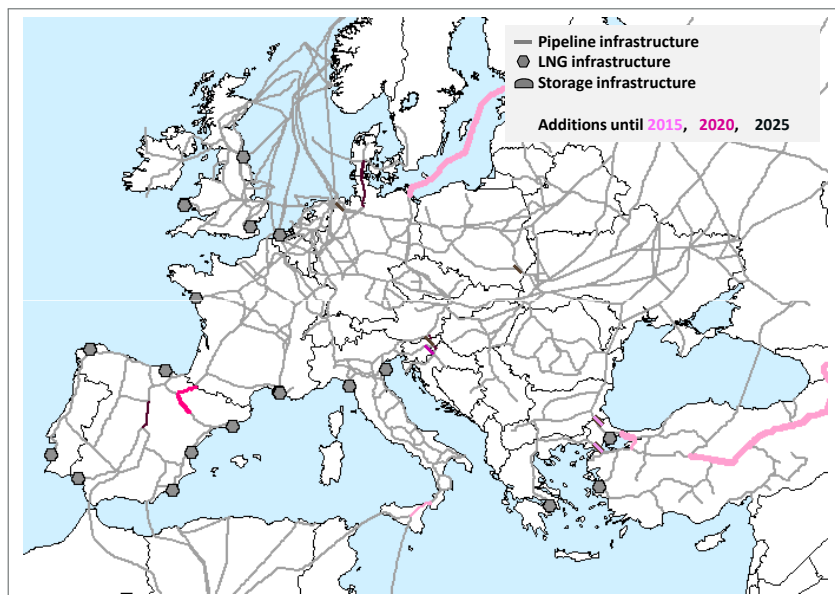 Pipeline infrastructure
LNG infrastructure
Storage infrastructure
Additions until 2015, 2020, 2025